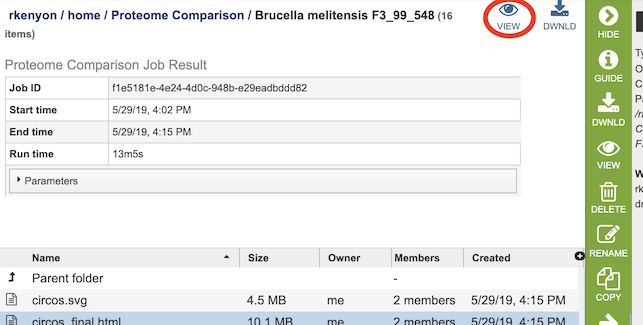 rkenyon / home / Proteome Comparison / Brucella melitensis F3_99_548 (16
items)
VIEW
DWNLD
Proteome Comparison Job Result
Job ID f1e5181e-4e24-4d0c-948b-e29eadbddd82
Start time 5/29/19, 4:02 PM
End time 5/29/19, 4:15 PM
Run time 13m5s
Parameters
Name Size Owner Members Created
Parent folder -
circos.svg 4.5 MB me 2 members 5/29/19, 4:15 PM
circos_final.html 10.1 MB me 2 members 5/29/19, 4:15 PM
HIDE
GUIDE
DWNLD
VIEW
DELETE
RENAME
COPY